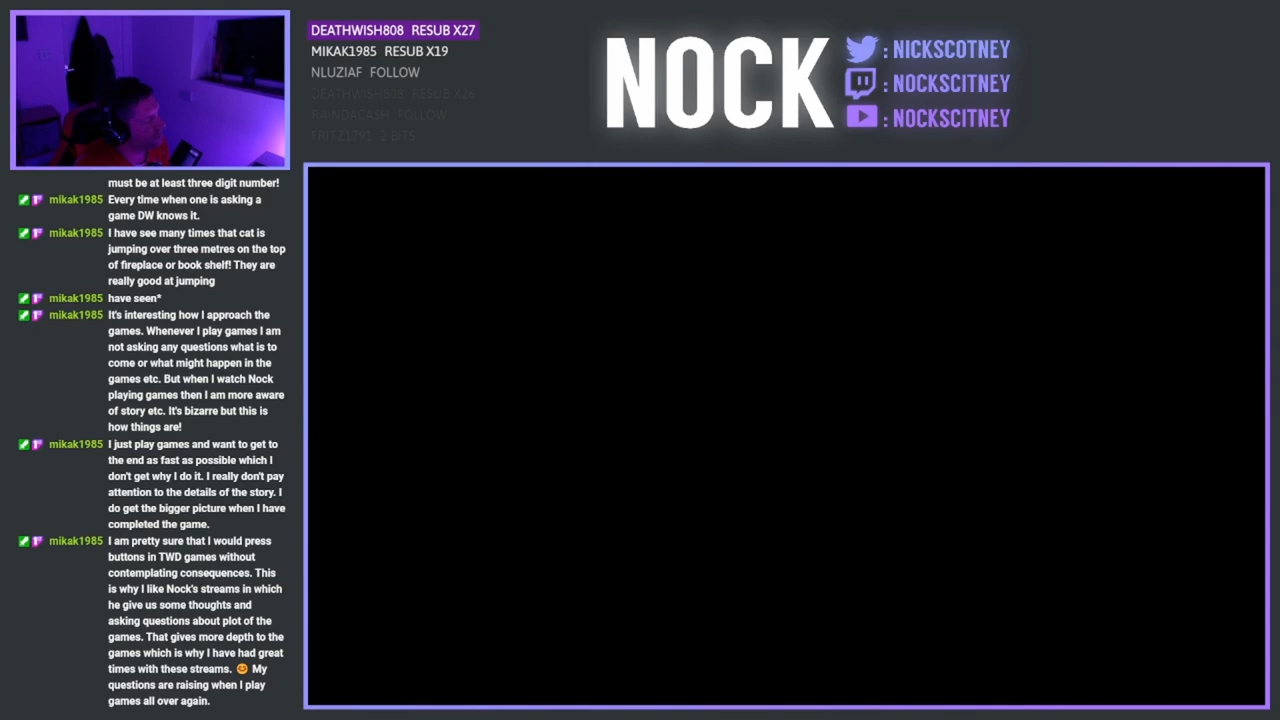 DEATHWISH808 RESUB X27
MIKAK1985 RESUB X19
NLUZIAF FOLLOW
DEATHWISH808 RESUB X26
RAINDACASH FOLLOW
FRITZ1791 2 BITS
NOCK
: NICKSCOTNEY
: NOCKSCITNEY
: NOCKSCITNEY
must be at least three digit number!
mikak1985 Every time when one is asking a
game DW knows it.
mikak1985 I have see many times that cat is
jumping over three metres on the top
of fireplace or book shelf! They are
really good at jumping
mikak1985 have seen*
mikak1985 It's interesting how I approach the
games. Whenever I play games I am
not asking any questions what is to
come or what might happen in the
games etc. But when I watch Nock
playing games then I am more aware
of story etc. It's bizarre but this is
how things are!
mikak1985 I just play games and want to get to
the end as fast as possible which I
don't get why I do it. I really don't pay
attention to the details of the story. I
do get the bigger picture when I have
completed the game.
mikak1985 I am pretty sure that I would press
buttons in TWD games without
contemplating consequences. This
is why I like Nock's streams in which
he give us some thoughts and
asking questions about plot of the
games. That gives more depth to the
games which is why I have had great
times with these streams. 😊 My
questions are raising when I play
games all over again.